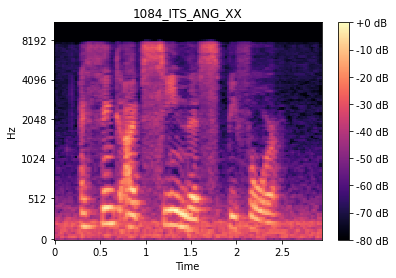 1084_ITS_ANG_XX
+0 dB
8192
-10 dB
-20 dB
4096
-30 dB
2048
Hz
-40 dB
1024
-50 dB
512
-60 dB
-70 dB
0
-80 dB
0 0.5 1 1.5 2 2.5
Time